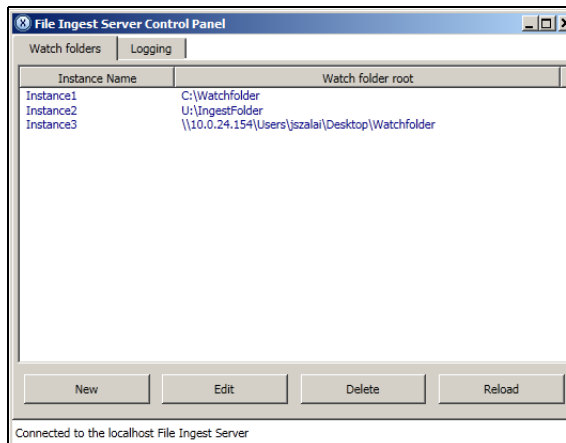 File Ingest Server Control Panel
Watch folders Logging
Instance Name Watch folder root
Instance1 C:\Watchfolder
Instance2 U:\IngestFolder
Instance3 \\10.0.24.154\Users\jszalai\Desktop\Watchfolder
New Edit Delete Reload
Connected to the localhost File Ingest Server